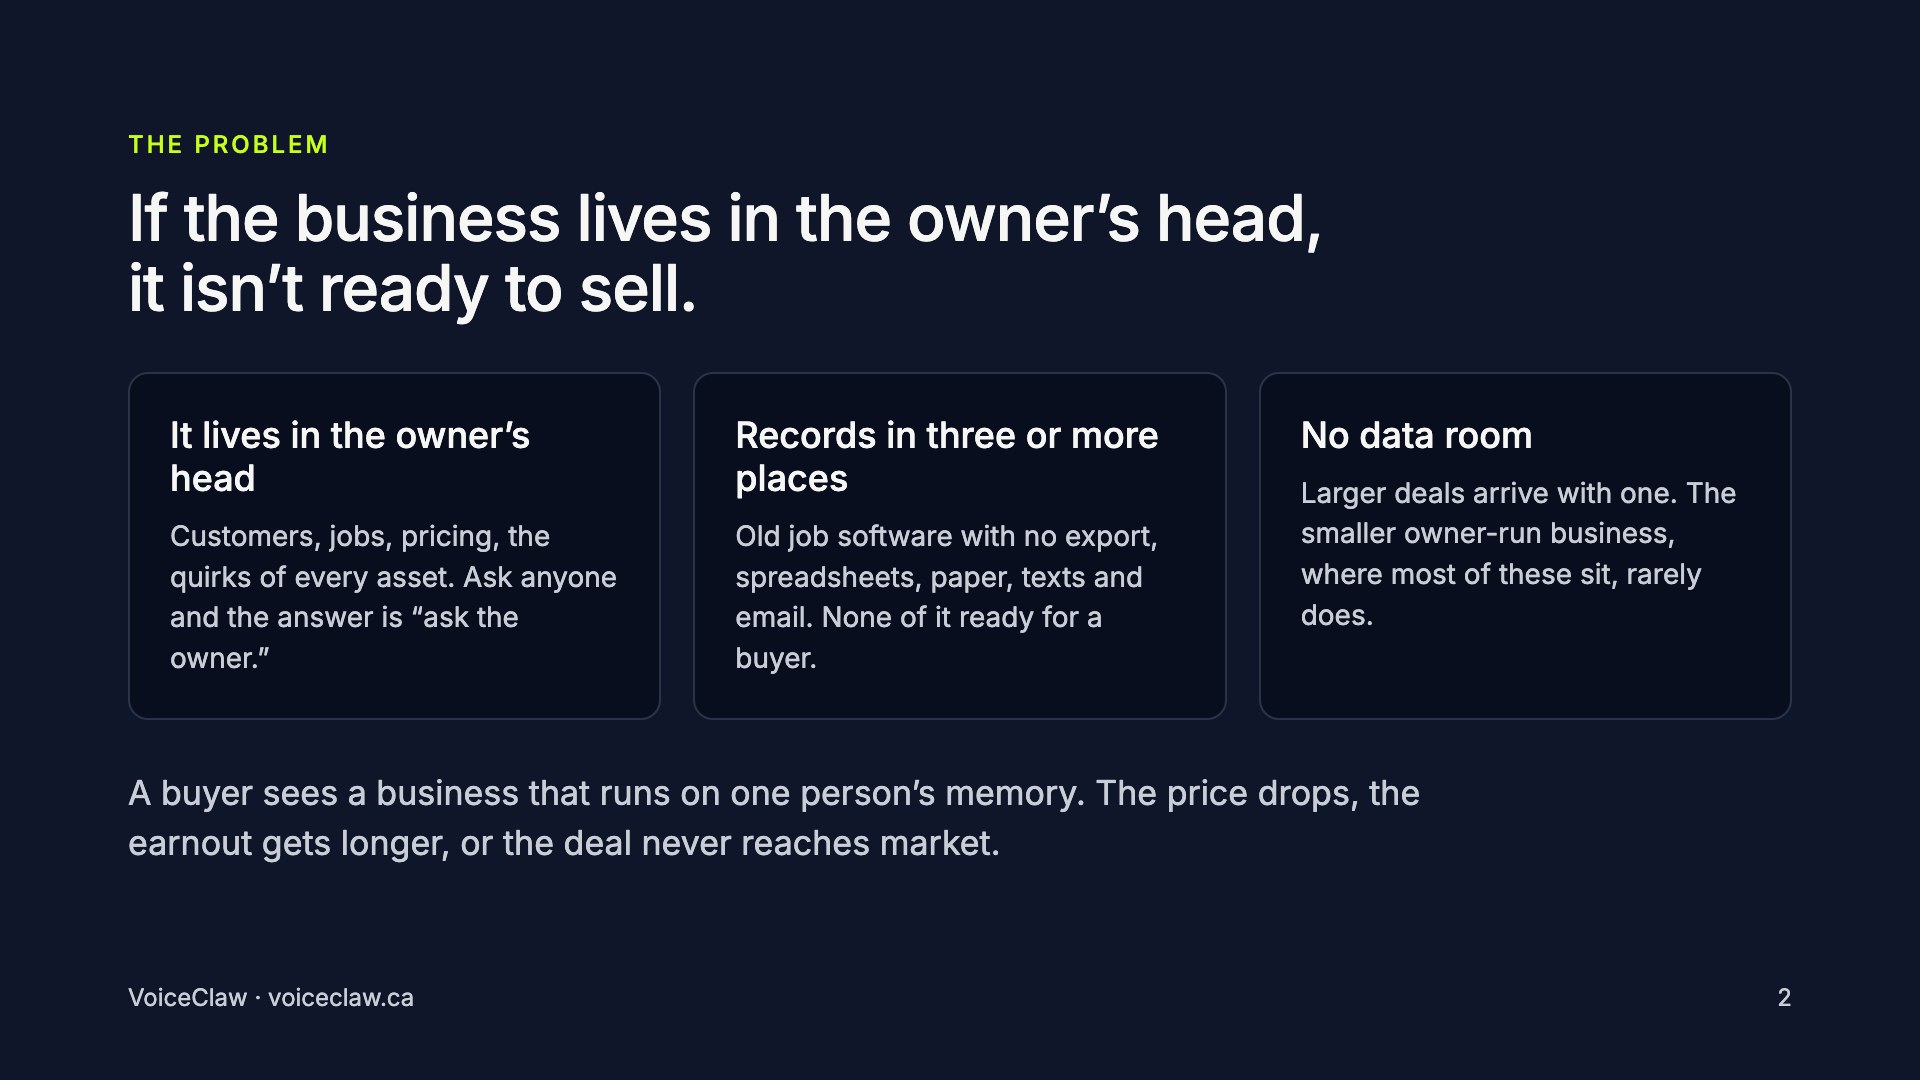 THE PROBLEM
If the business lives in the owner’s head,
it isn’t ready to sell.
It lives in the owner’s
head
Customers, jobs, pricing, the
quirks of every asset. Ask anyone
and the answer is “ask the
owner.”
Records in three or more
places
Old job software with no export,
spreadsheets, paper, texts and
email. None of it ready for a
buyer.
No data room
Larger deals arrive with one. The
smaller owner-run business,
where most of these sit, rarely
does.
A buyer sees a business that runs on one person’s memory. The price drops, the
earnout gets longer, or the deal never reaches market.
VoiceClaw · voiceclaw.ca
2